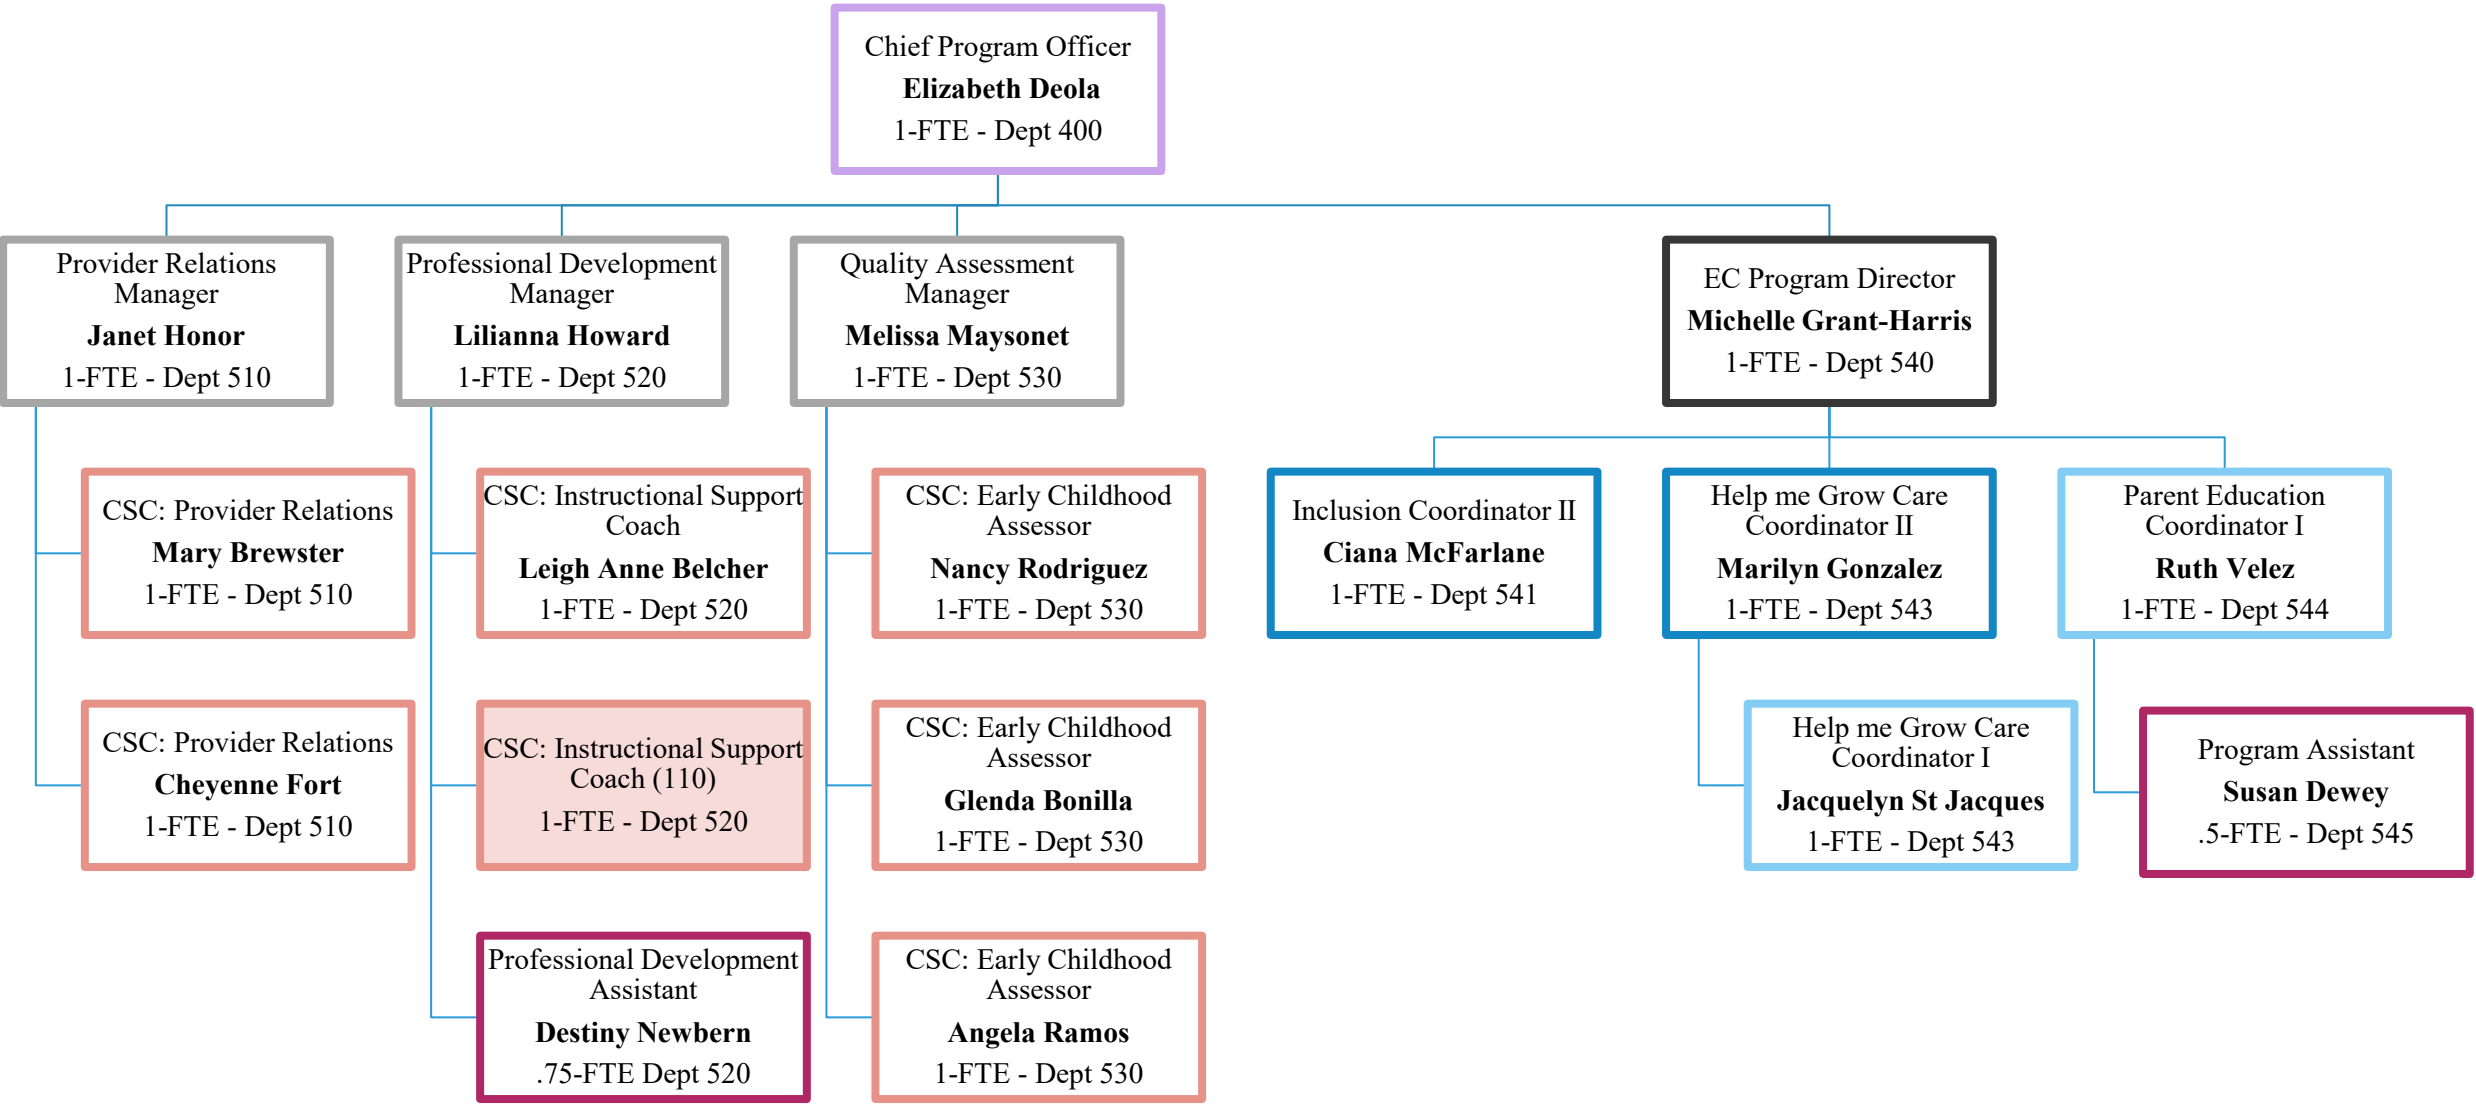 Chief Program Officer
Elizabeth Deola
1-FTE - Dept 400
Provider Relations
Manager
Janet Honor
1-FTE - Dept 510
Professional Development
Manager
Lilianna Howard
1-FTE - Dept 520
Quality Assessment
Manager
Melissa Maysonet
1-FTE - Dept 530
EC Program Director
Michelle Grant-Harris
1-FTE - Dept 540
CSC: Provider Relations
Mary Brewster
1-FTE - Dept 510
CSC: Instructional Support
Coach
Leigh Anne Belcher
1-FTE - Dept 520
CSC: Early Childhood
Assessor
Nancy Rodriguez
1-FTE - Dept 530
Inclusion Coordinator II
Ciana McFarlane
1-FTE - Dept 541
Help me Grow Care
Coordinator II
Marilyn Gonzalez
1-FTE - Dept 543
Parent Education
Coordinator I
Ruth Velez
1-FTE - Dept 544
CSC: Provider Relations
Cheyenne Fort
1-FTE - Dept 510
CSC: Instructional Support
Coach (110)
1-FTE - Dept 520
CSC: Early Childhood
Assessor
Glenda Bonilla
1-FTE - Dept 530
Help me Grow Care
Coordinator I
Jacquelyn St Jacques
1-FTE - Dept 543
Program Assistant
Susan Dewey
.5-FTE - Dept 545
Professional Development
Assistant
Destiny Newbern
.75-FTE Dept 520
CSC: Early Childhood
Assessor
Angela Ramos
1-FTE - Dept 530